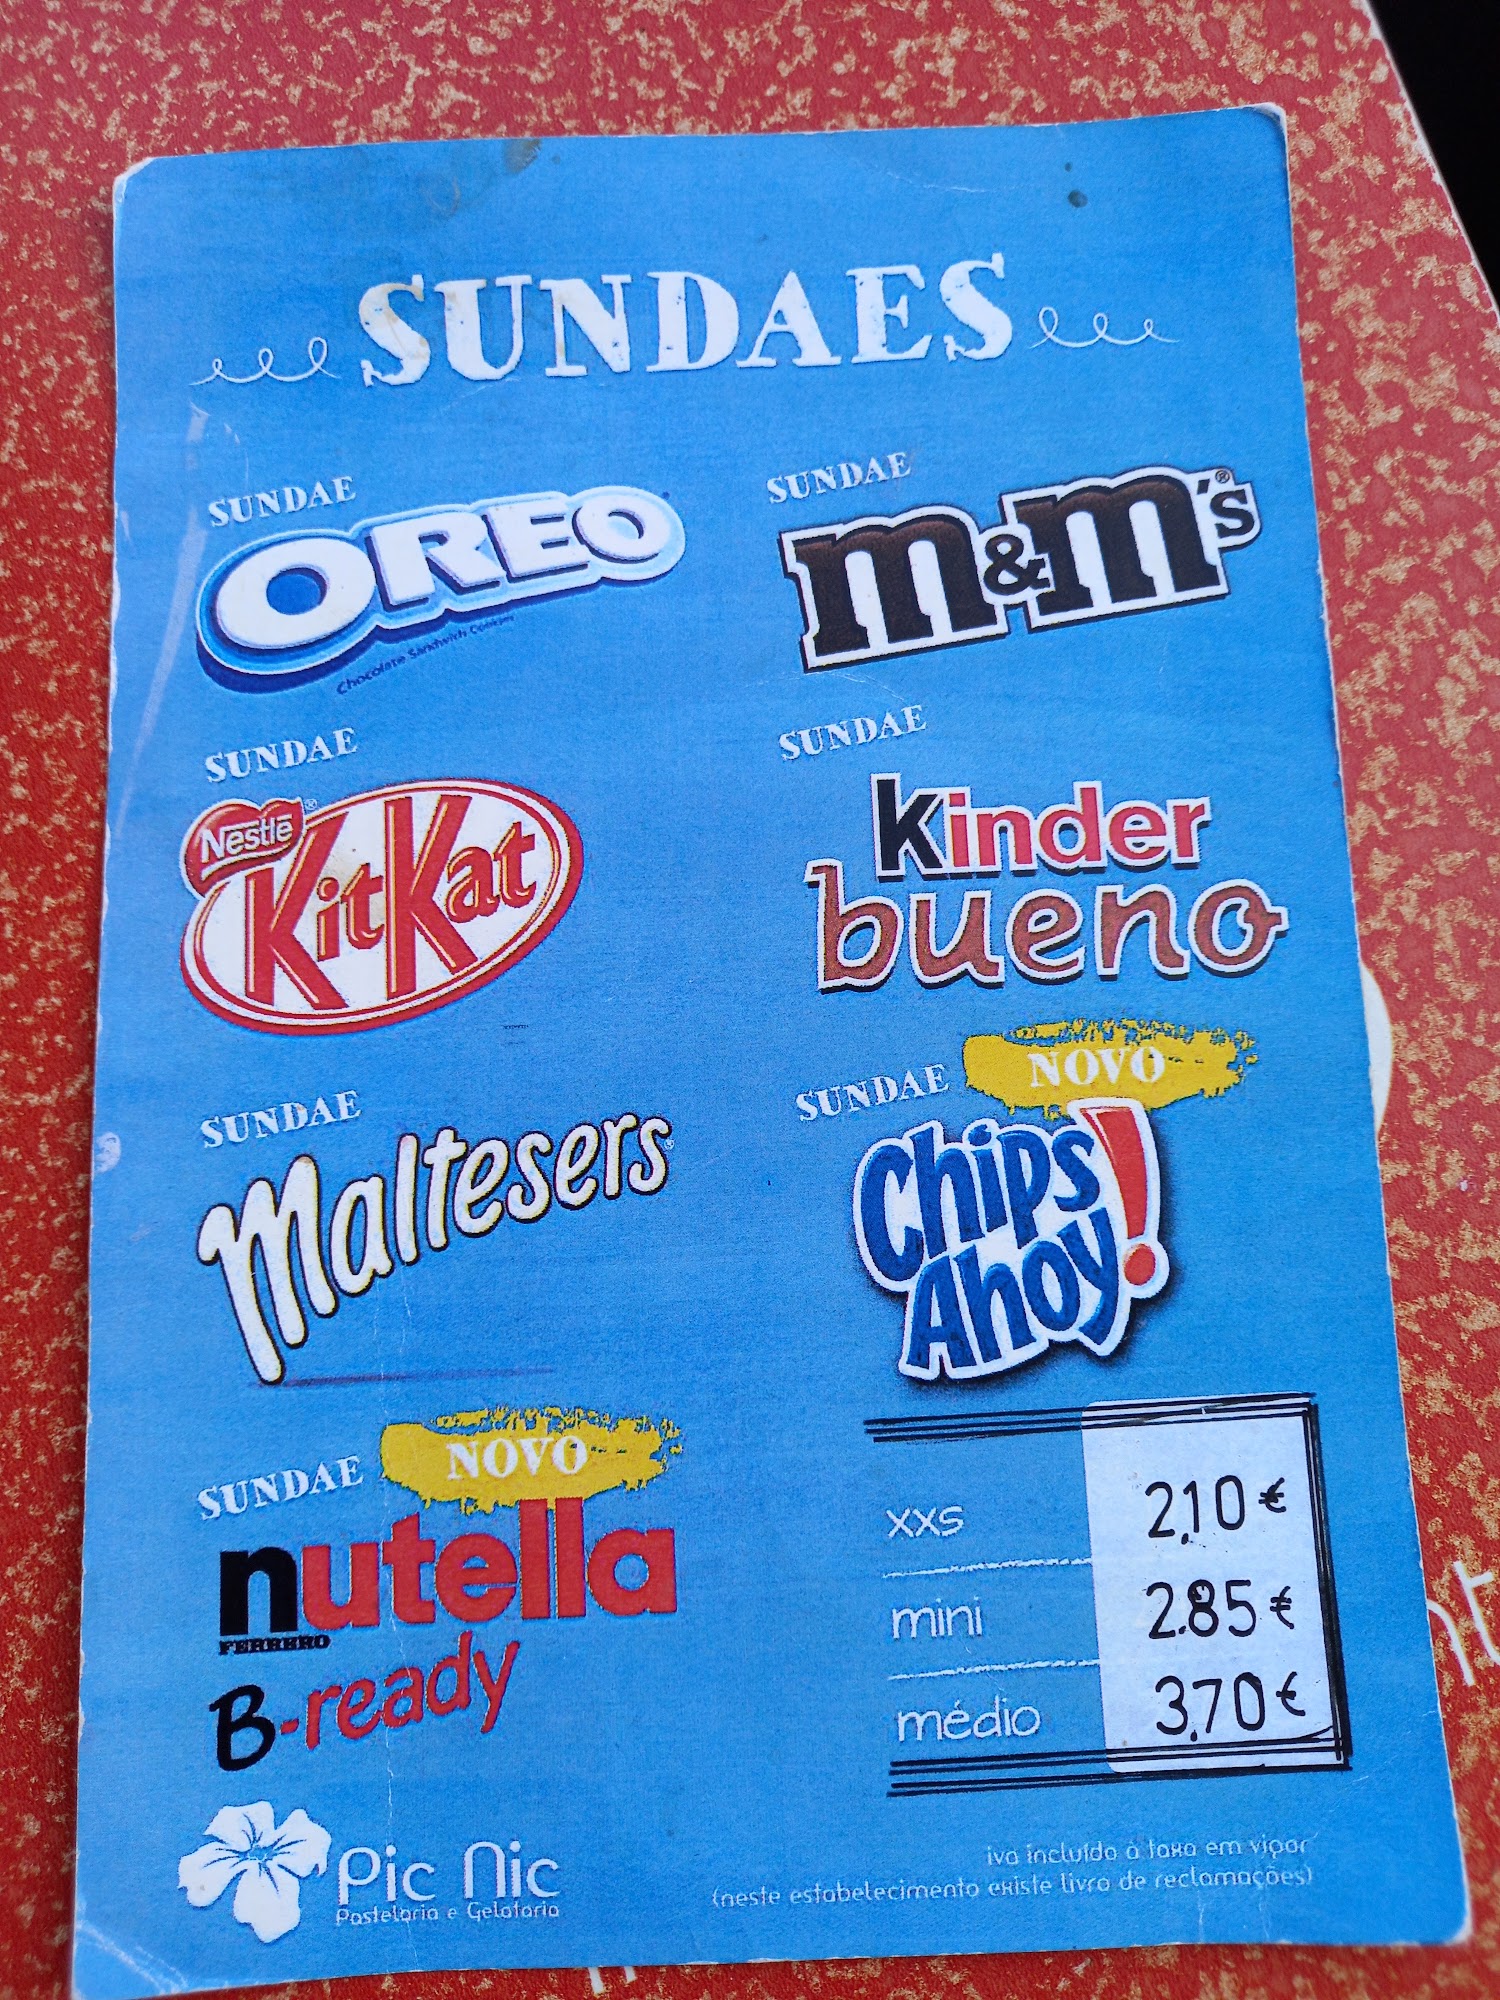 SUNDAES
SUNDAE
OREO
Chocolate Sandwich Cookies
SUNDAE
m&m's®
SUNDAE
Nestlé®
KitKat
SUNDAE
Kinder
bueno
SUNDAE
Maltesers
SUNDAE NOVO
Chips
Ahoy!
SUNDAE NOVO
nutella
FERRERO
B-ready
xxs 2,10€
mini 2.85€
médio 3,70€
Pic Nic
Pastelaria e Gelataria
iva incluído à taxa em vigor
(neste estabelecimento existe livro de reclamações)